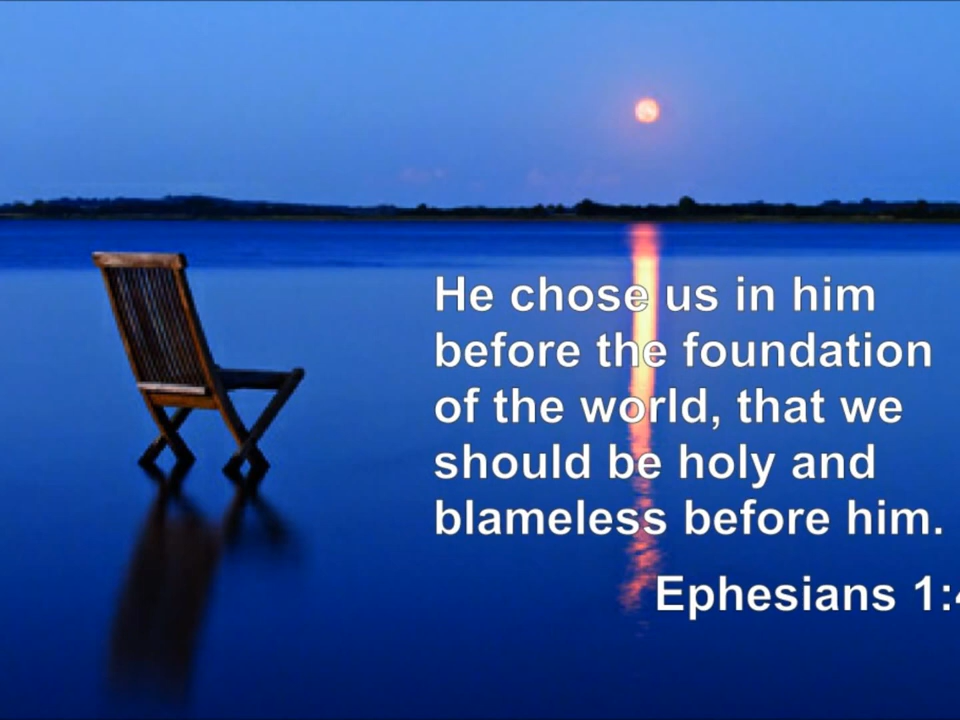 He chose us in him
before the foundation
of the world, that we
should be holy and
blameless before him.
Ephesians 1:4